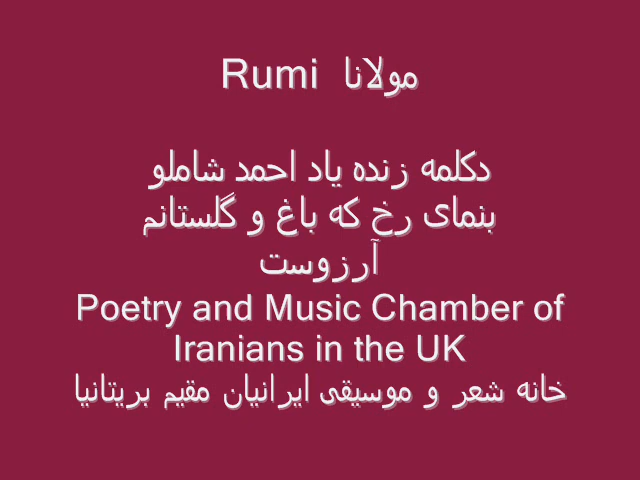 مولانا Rumi
دکلمه زنده یاد احمد شاملو
بنمای رخ که باغ و گلستانم
آرزوست
Poetry and Music Chamber of
Iranians in the UK
خانه شعر و موسیقی ایرانیان مقیم بریتانیا